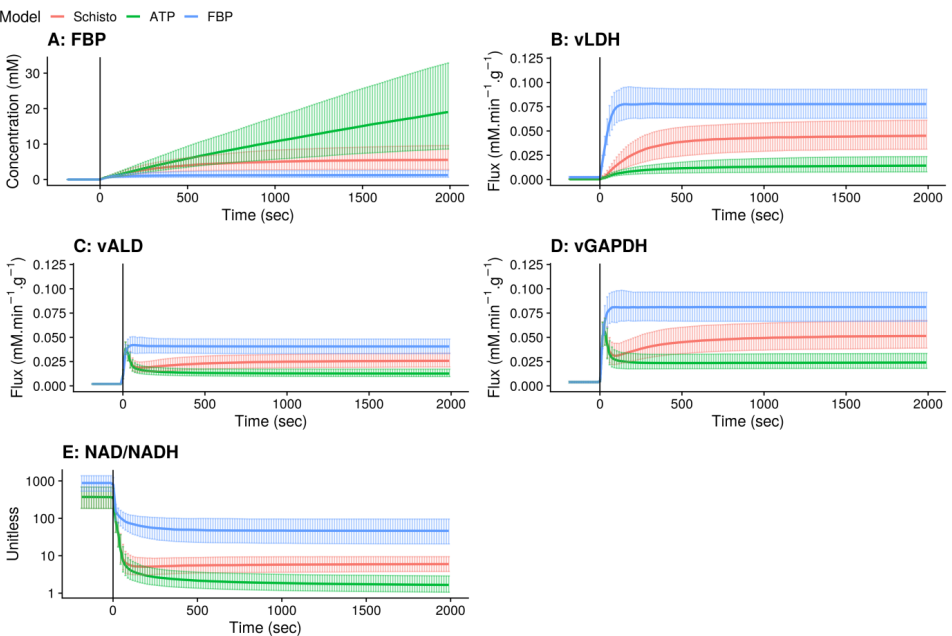 Model Schisto ATP FBP
A: FBP
Concentration (mM)
30
20
10
0
0 500 1000 1500 2000
Time (sec)
B: vLDH
Flux (mM.min⁻¹.g⁻¹)
0.125
0.100
0.075
0.050
0.025
0.000
0 500 1000 1500 2000
Time (sec)
C: vALD
Flux (mM.min⁻¹.g⁻¹)
0.125
0.100
0.075
0.050
0.025
0.000
0 500 1000 1500 2000
Time (sec)
D: vGAPDH
Flux (mM.min⁻¹.g⁻¹)
0.125
0.100
0.075
0.050
0.025
0.000
0 500 1000 1500 2000
Time (sec)
E: NAD/NADH
Unitless
1000
100
10
1
0 500 1000 1500 2000
Time (sec)